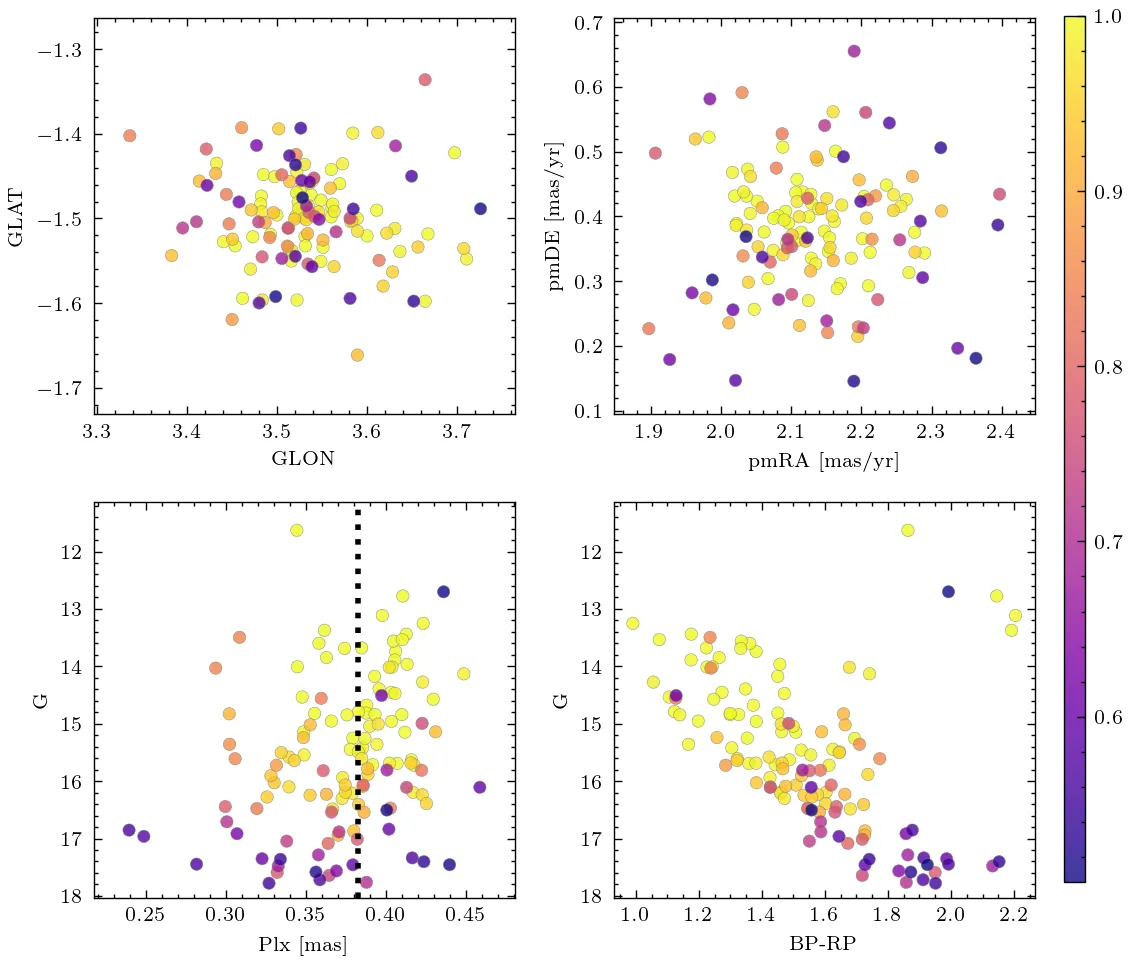 −1.3
−1.4
−1.5
−1.6
−1.7
GLAT
3.3 3.4 3.5 3.6 3.7
GLON
0.7
0.6
0.5
0.4
0.3
0.2
0.1
pmDE [mas/yr]
1.9 2.0 2.1 2.2 2.3 2.4
pmRA [mas/yr]
12
13
14
15
16
17
18
G
0.25 0.30 0.35 0.40 0.45
Plx [mas]
12
13
14
15
16
17
18
G
1.0 1.2 1.4 1.6 1.8 2.0 2.2
BP-RP
1.0
0.9
0.8
0.7
0.6